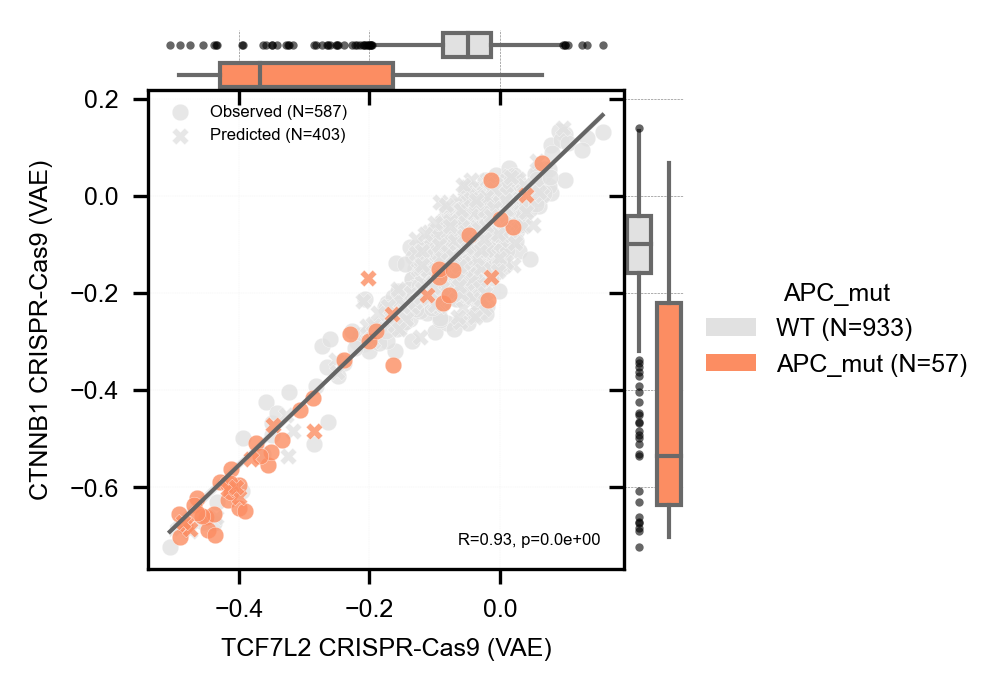 0.2
0.0
−0.2
−0.4
−0.6
CTNNB1 CRISPR-Cas9 (VAE)
Observed (N=587)
Predicted (N=403)
R=0.93, p=0.0e+00
−0.4
−0.2
0.0
TCF7L2 CRISPR-Cas9 (VAE)
APC_mut
WT (N=933)
APC_mut (N=57)